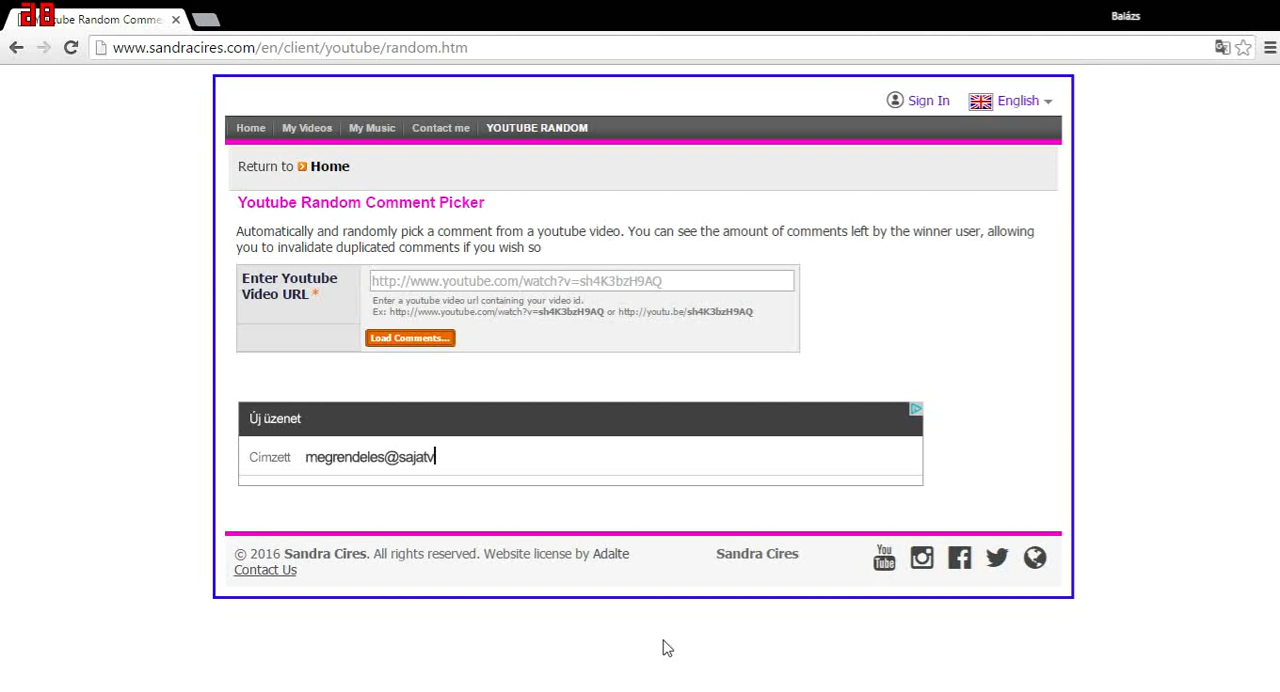 28
ube Random Comme
Balázs
www.sandracires.com/en/client/youtube/random.htm
Sign In English
Home My Videos My Music Contact me YOUTUBE RANDOM
Return to Home
Youtube Random Comment Picker
Automatically and randomly pick a comment from a youtube video. You can see the amount of comments left by the winner user, allowing
you to invalidate duplicated comments if you wish so
Enter Youtube
Video URL *
http://www.youtube.com/watch?v=sh4K3bzH9AQ
Enter a youtube video url containing your video id.
Ex: http://www.youtube.com/watch?v=sh4K3bzH9AQ or http://youtu.be/sh4K3bzH9AQ
Load Comments...
Új üzenet
Címzett megrendeles@sajatv
© 2016 Sandra Cires. All rights reserved. Website license by Adalte
Contact Us
Sandra Cires
You
Tube